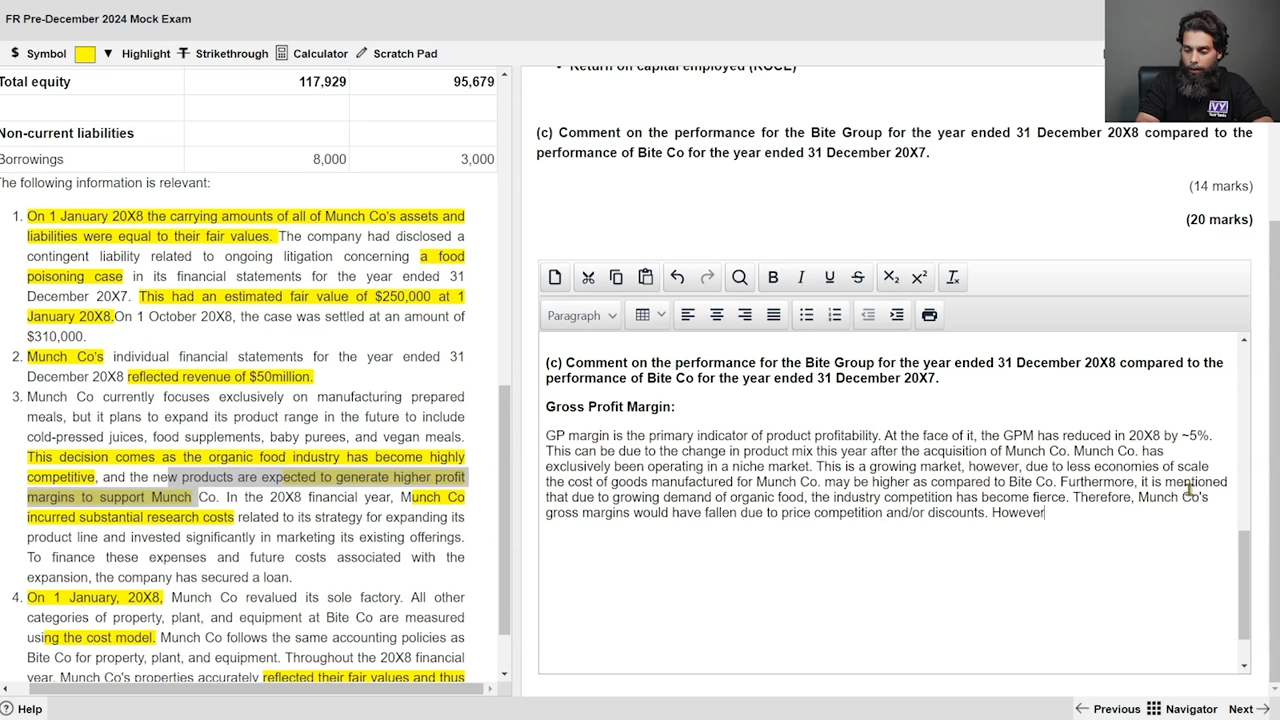 FR Pre-December 2024 Mock Exam
$ Symbol Highlight Strikethrough Calculator Scratch Pad
Total equity 117,929 95,679
Non-current liabilities
Borrowings 8,000 3,000
The following information is relevant:
1. On 1 January 20X8 the carrying amounts of all of Munch Co's assets and
liabilities were equal to their fair values. The company had disclosed a
contingent liability related to ongoing litigation concerning a food
poisoning case in its financial statements for the year ended 31
December 20X7. This had an estimated fair value of $250,000 at 1
January 20X8.On 1 October 20X8, the case was settled at an amount of
$310,000.
2. Munch Co's individual financial statements for the year ended 31
December 20X8 reflected revenue of $50million.
3. Munch Co currently focuses exclusively on manufacturing prepared
meals, but it plans to expand its product range in the future to include
cold-pressed juices, food supplements, baby purees, and vegan meals.
This decision comes as the organic food industry has become highly
competitive, and the new products are expected to generate higher profit
margins to support Munch Co. In the 20X8 financial year, Munch Co
incurred substantial research costs related to its strategy for expanding its
product line and invested significantly in marketing its existing offerings.
To finance these expenses and future costs associated with the
expansion, the company has secured a loan.
4. On 1 January, 20X8, Munch Co revalued its sole factory. All other
categories of property, plant, and equipment at Bite Co are measured
using the cost model. Munch Co follows the same accounting policies as
Bite Co for property, plant, and equipment. Throughout the 20X8 financial
year, Munch Co's properties accurately reflected their fair values and thus
• Return on capital employed (ROCE)
(c) Comment on the performance for the Bite Group for the year ended 31 December 20X8 compared to the
performance of Bite Co for the year ended 31 December 20X7.
(14 marks)
(20 marks)
Paragraph
(c) Comment on the performance for the Bite Group for the year ended 31 December 20X8 compared to the
performance of Bite Co for the year ended 31 December 20X7.
Gross Profit Margin:
GP margin is the primary indicator of product profitability. At the face of it, the GPM has reduced in 20X8 by ~5%.
This can be due to the change in product mix this year after the acquisition of Munch Co. Munch Co. has
exclusively been operating in a niche market. This is a growing market, however, due to less economies of scale
the cost of goods manufactured for Munch Co. may be higher as compared to Bite Co. Furthermore, it is mentioned
that due to growing demand of organic food, the industry competition has become fierce. Therefore, Munch Co's
gross margins would have fallen due to price competition and/or discounts. However
Help
Previous Navigator Next
IVY